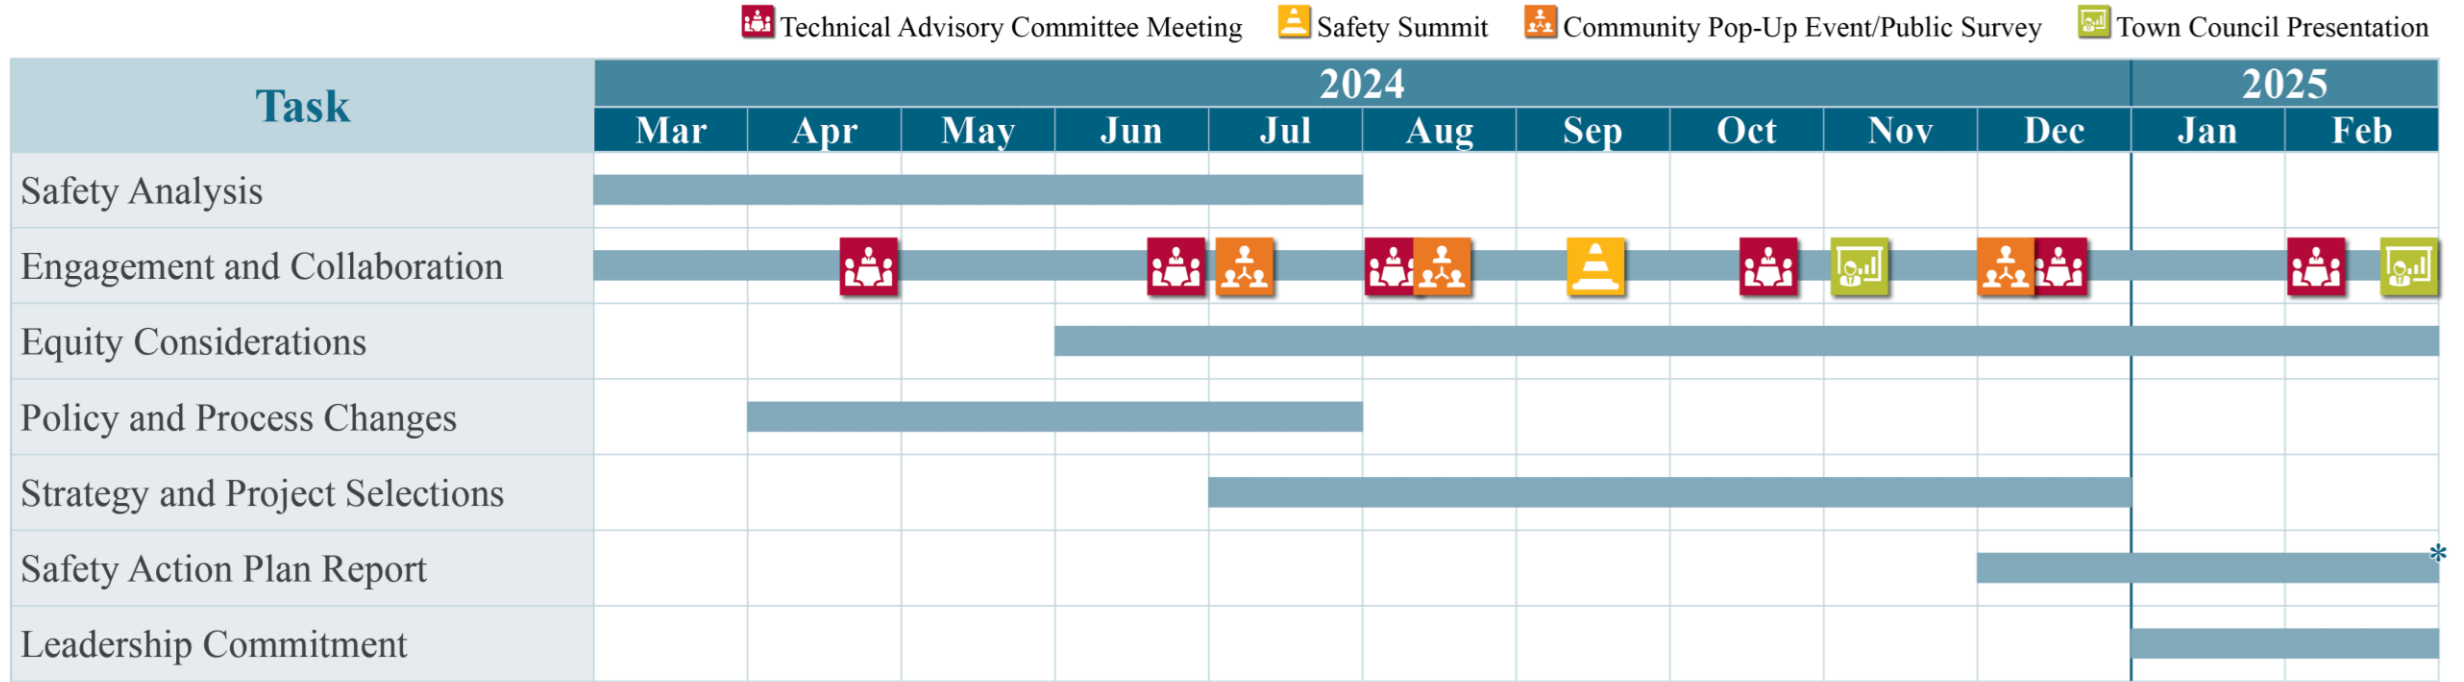 Technical Advisory Committee Meeting Safety Summit Community Pop-Up Event/Public Survey Town Council Presentation
Task
2024 2025
Mar Apr May Jun Jul Aug Sep Oct Nov Dec Jan Feb
Safety Analysis
Engagement and Collaboration
Equity Considerations
Policy and Process Changes
Strategy and Project Selections
Safety Action Plan Report *
Leadership Commitment